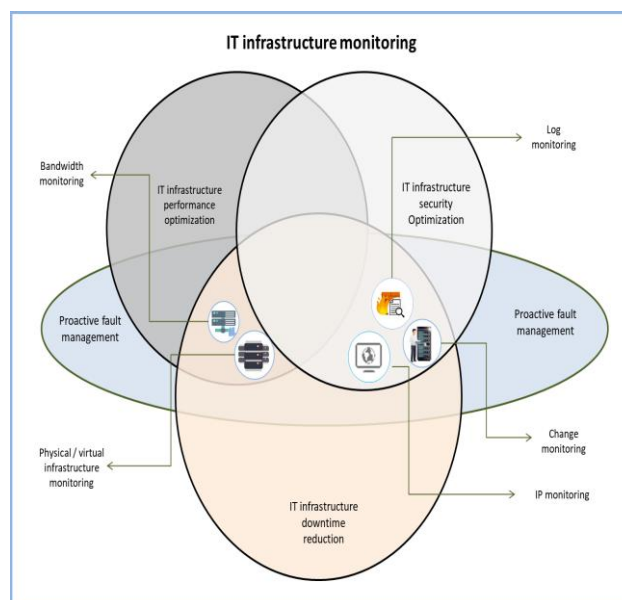 IT infrastructure monitoring
Log
monitoring
Bandwidth
monitoring
IT infrastructure
performance
optimization
IT infrastructure
security
Optimization
Proactive fault
management
Proactive fault
management
Physical / virtual
infrastructure
monitoring
Change
monitoring
IP monitoring
IT infrastructure
downtime
reduction